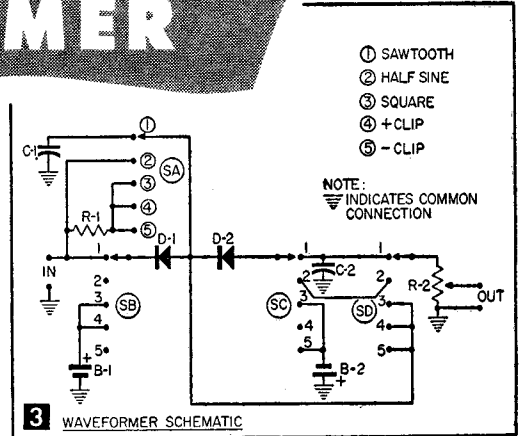 MER
① SAWTOOTH
② HALF SINE
③ SQUARE
④ +CLIP
⑤ -CLIP
NOTE:
INDICATES COMMON
CONNECTION
C-1
①
②
SA
③
④
R-1
⑤
D-1
D-2
IN
1
2
3
4
5
SB
B-1
+
1
2
3
4
5
SC
C-2
B-2
+
1
2
3
4
5
SD
R-2
OUT
3 WAVEFORMER SCHEMATIC